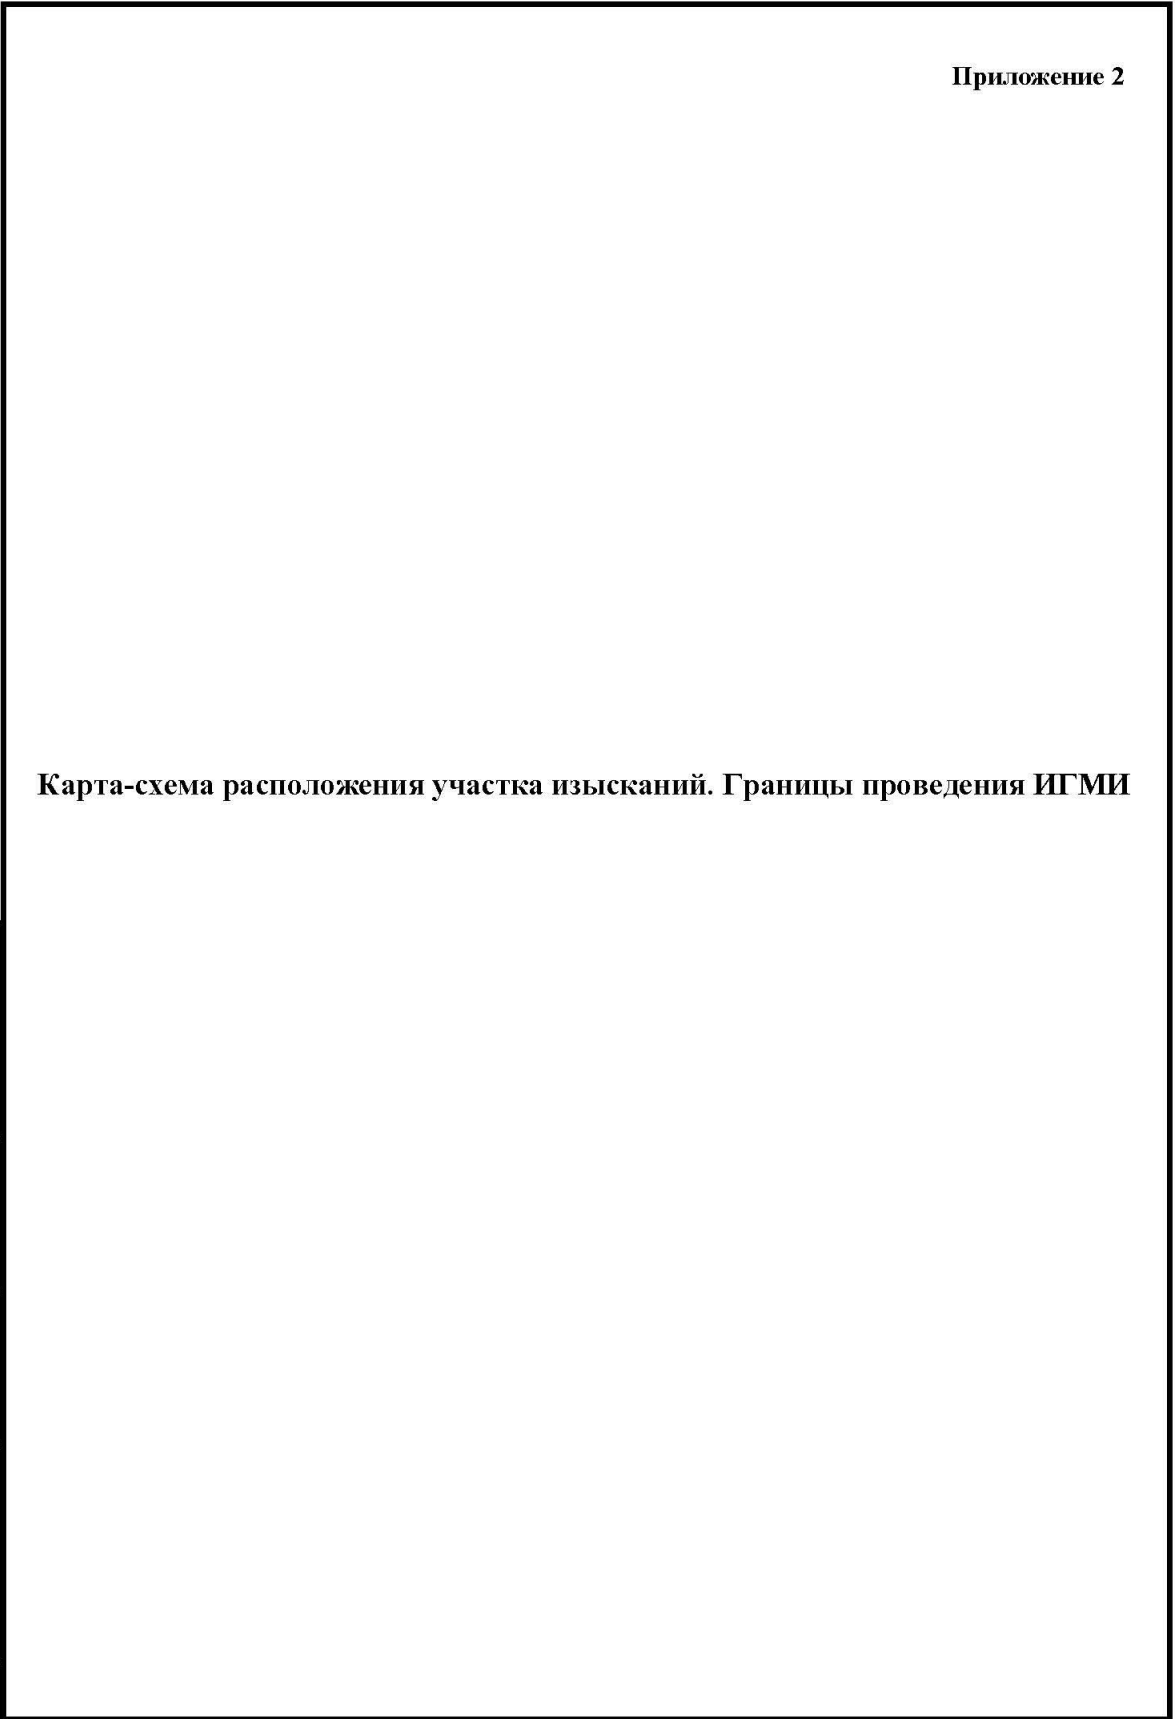 Приложение 2
Карта-схема расположения участка изысканий. Границы проведения ИГМИ